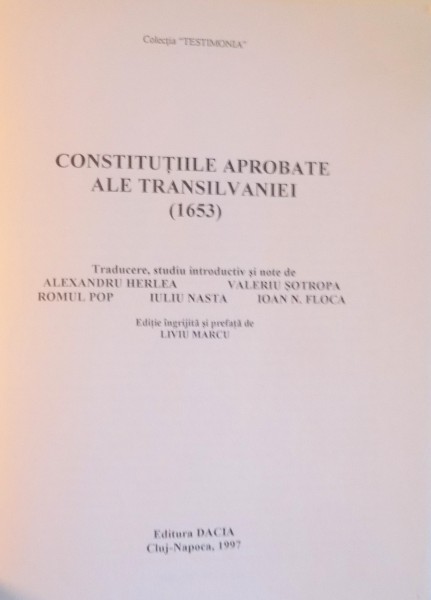 Colecția "TESTIMONIA"
CONSTITUȚIILE APROBATE
ALE TRANSILVANIEI
(1653)
Traducere, studiu introductiv și note de
ALEXANDRU HERLEA VALERIU ȘOTROPA
ROMUL POP IULIU NASTA IOAN N. FLOCA
Ediție îngrijită și prefață de
LIVIU MARCU
Editura DACIA
Cluj-Napoca, 1997